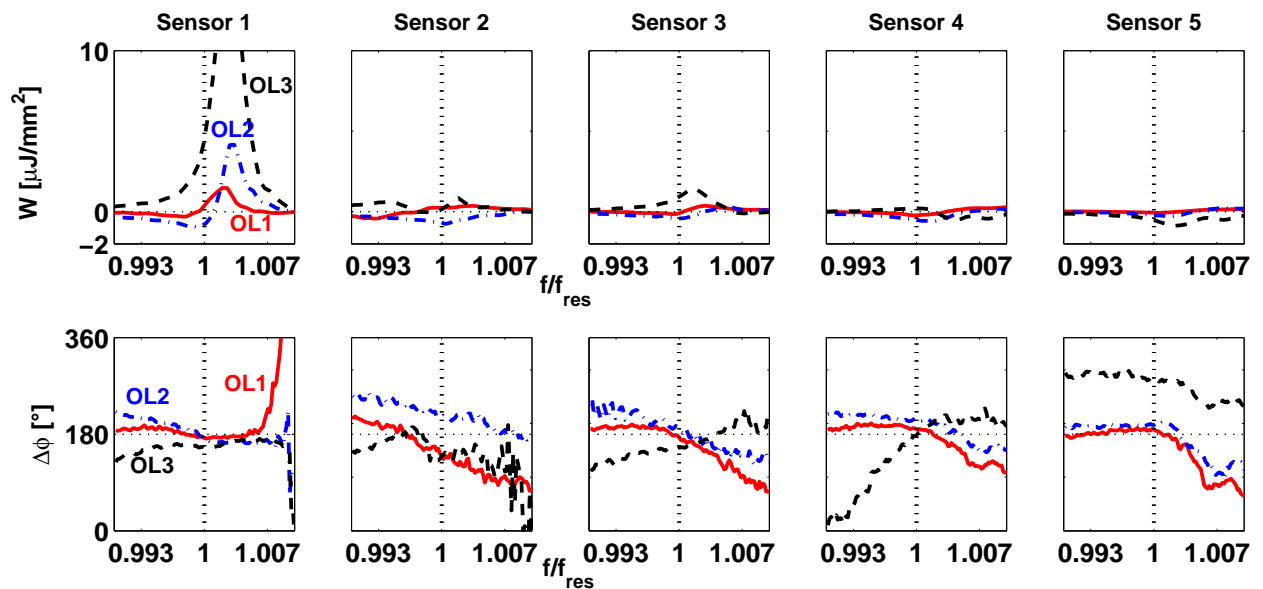 Sensor 1 Sensor 2 Sensor 3 Sensor 4 Sensor 5
W [μJ/mm²]
10
0
−2
OL3
OL2
OL1
0.993 1 1.007 0.993 1 1.007 0.993 1 1.007 0.993 1 1.007 0.993 1 1.007
f/f_res
Δϕ [°]
360
180
0
OL2
OL1
OL3
0.993 1 1.007 0.993 1 1.007 0.993 1 1.007 0.993 1 1.007 0.993 1 1.007
f/f_res